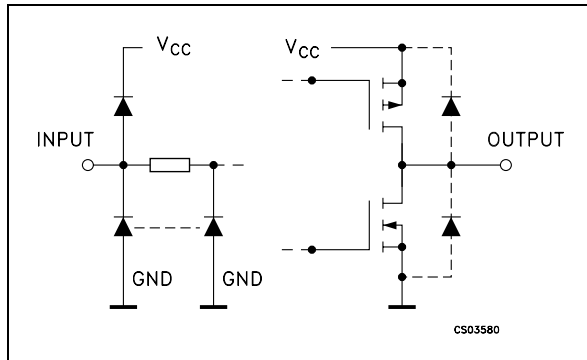 VCC
VCC
INPUT
OUTPUT
GND
GND
CS03580